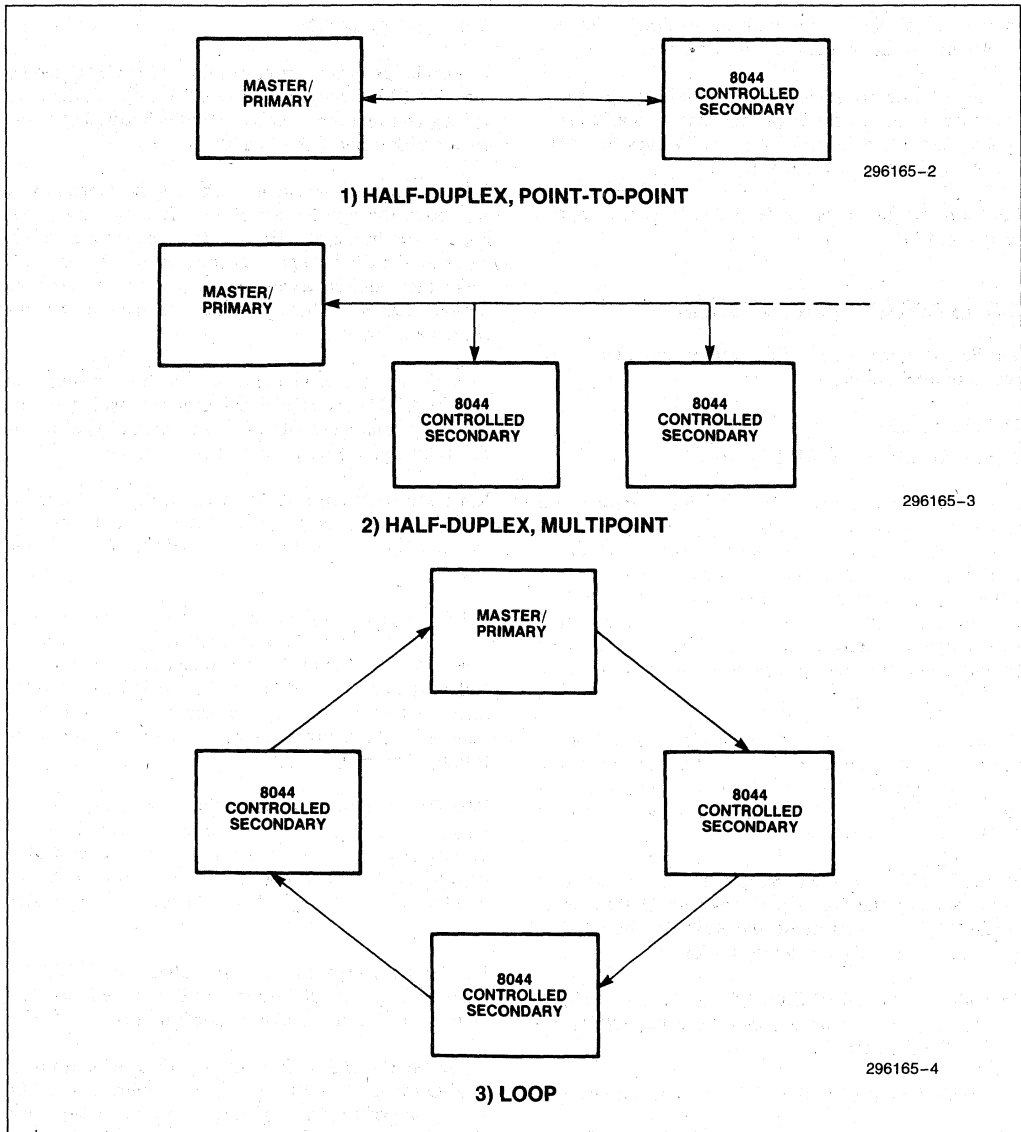 MASTER/
PRIMARY
8044
CONTROLLED
SECONDARY
296165-2
1) HALF-DUPLEX, POINT-TO-POINT
MASTER/
PRIMARY
8044
CONTROLLED
SECONDARY
8044
CONTROLLED
SECONDARY
296165-3
2) HALF-DUPLEX, MULTIPOINT
MASTER/
PRIMARY
8044
CONTROLLED
SECONDARY
8044
CONTROLLED
SECONDARY
8044
CONTROLLED
SECONDARY
296165-4
3) LOOP